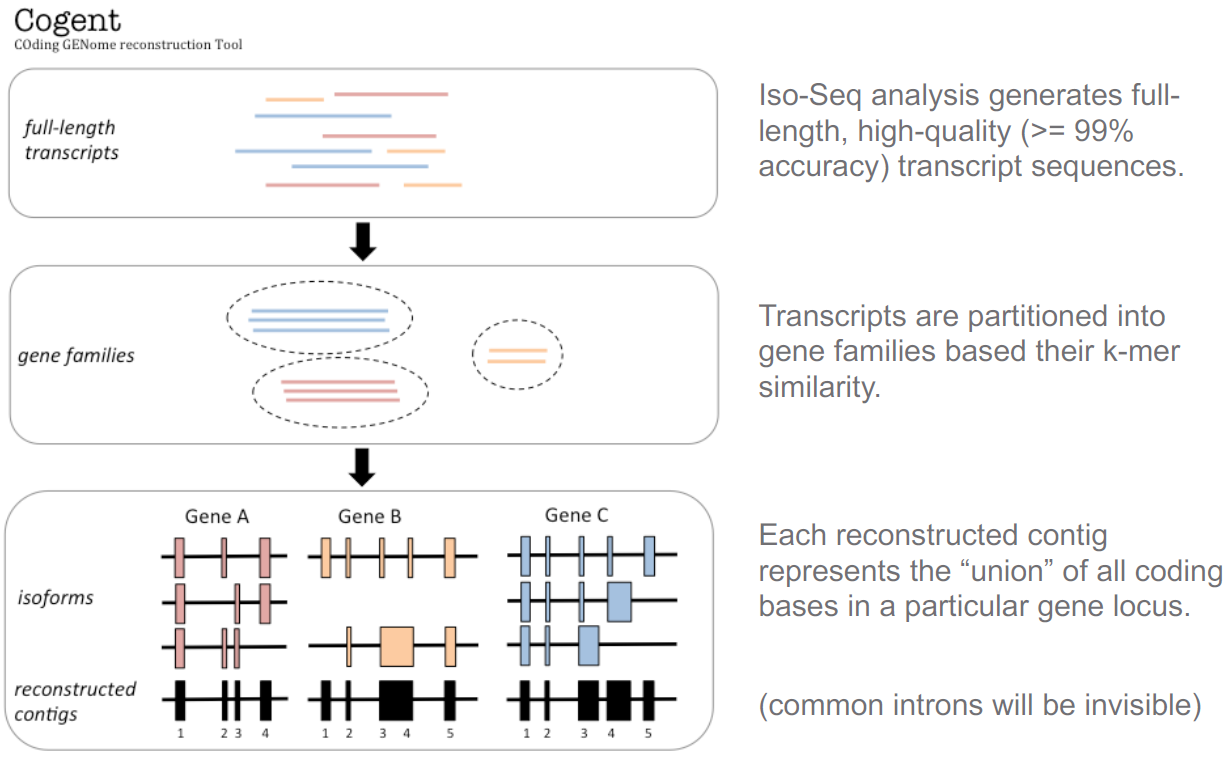 Cogent
COding GENome reconstruction Tool
full-length
transcripts
Iso-Seq analysis generates full-
length, high-quality (>= 99%
accuracy) transcript sequences.
gene families
Transcripts are partitioned into
gene families based their k-mer
similarity.
Gene A
Gene B
Gene C
isoforms
Each reconstructed contig
represents the “union” of all coding
bases in a particular gene locus.
reconstructed
contigs
1 2 3 4
1 2 3 4 5
1 2 3 4 5
(common introns will be invisible)